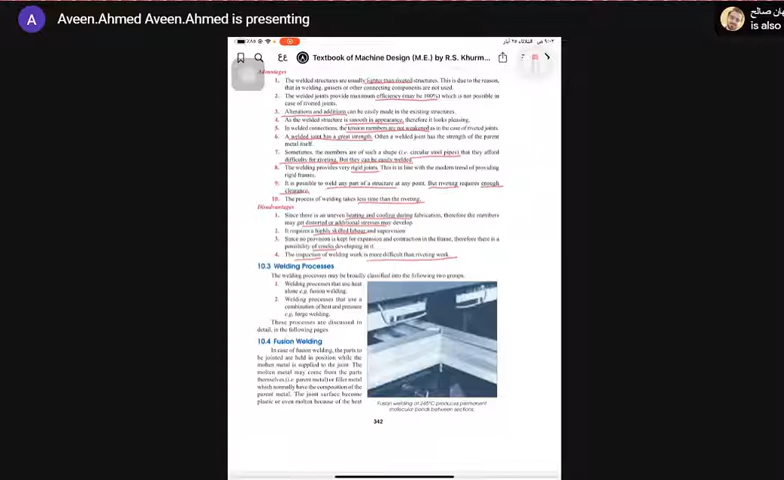 A
Aveen.Ahmed Aveen.Ahmed is presenting
هان صالح
is also
Textbook of Machine Design (M.E.) by R.S. Khurm...
Advantages
1. The welded structures are usually lighter than riveted structures. This is due to the reason,
that in welding, gussets or other connecting components are not used.
2. The welded joints provide maximum efficiency (may be 100%) which is not possible in
case of riveted joints.
3. Alterations and additions can be easily made in the existing structures.
4. As the welded structure is smooth in appearance, therefore it looks pleasing.
5. In welded connections, the tension members are not weakened as in the case of riveted joints.
6. A welded joint has a great strength. Often a welded joint has the strength of the parent
metal itself.
7. Sometimes, the members are of such a shape (i.e. circular steel pipes) that they afford
difficulty for riveting. But they can be easily welded.
8. The welding provides very rigid joints. This is in line with the modern trend of providing
rigid frames.
9. It is possible to weld any part of a structure at any point. But riveting requires enough
clearance.
10. The process of welding takes less time than the riveting.
Disadvantages
1. Since there is an uneven heating and cooling during fabrication, therefore the members
may get distorted or additional stresses may develop.
2. It requires a highly skilled labour and supervision.
3. Since no provision is kept for expansion and contraction in the frame, therefore there is a
possibility of cracks developing in it.
4. The inspection of welding work is more difficult than riveting work.
10.3 Welding Processes
The welding processes may be broadly classified into the following two groups:
1. Welding processes that use heat
alone e.g. fusion welding.
2. Welding processes that use a
combination of heat and pressure
e.g. forge welding.
These processes are discussed in
detail, in the following pages.
10.4 Fusion Welding
In case of fusion welding, the parts to
be jointed are held in position while the
molten metal is supplied to the joint. The
molten metal may come from the parts
themselves (i.e. parent metal) or filler metal
which normally have the composition of the
parent metal. The joint surface become
plastic or even molten because of the heat
Fusion welding at 245°C produces permanent
molecular bonds between sections.
342